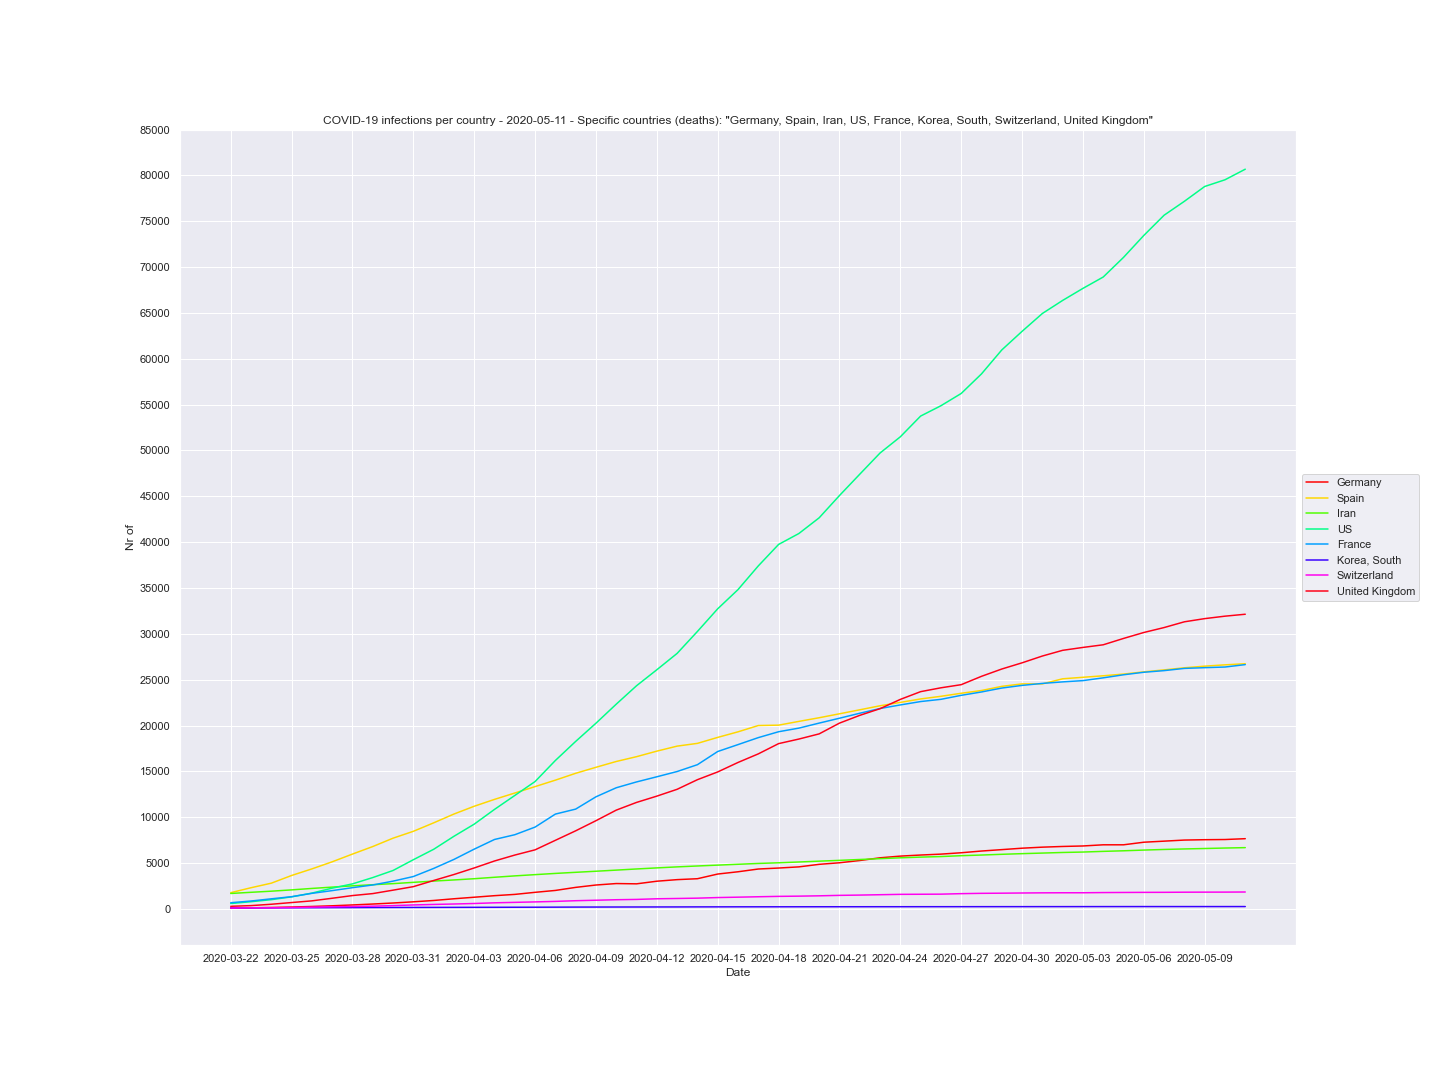 COVID-19 infections per country - 2020-05-11 - Specific countries (deaths): "Germany, Spain, Iran, US, France, Korea, South, Switzerland, United Kingdom"
85000
80000
75000
70000
65000
60000
55000
50000
45000
40000
35000
30000
25000
20000
15000
10000
5000
0
Nr of
Germany
Spain
Iran
US
France
Korea, South
Switzerland
United Kingdom
2020-03-22 2020-03-25 2020-03-28 2020-03-31 2020-04-03 2020-04-06 2020-04-09 2020-04-12 2020-04-15 2020-04-18 2020-04-21 2020-04-24 2020-04-27 2020-04-30 2020-05-03 2020-05-06 2020-05-09
Date